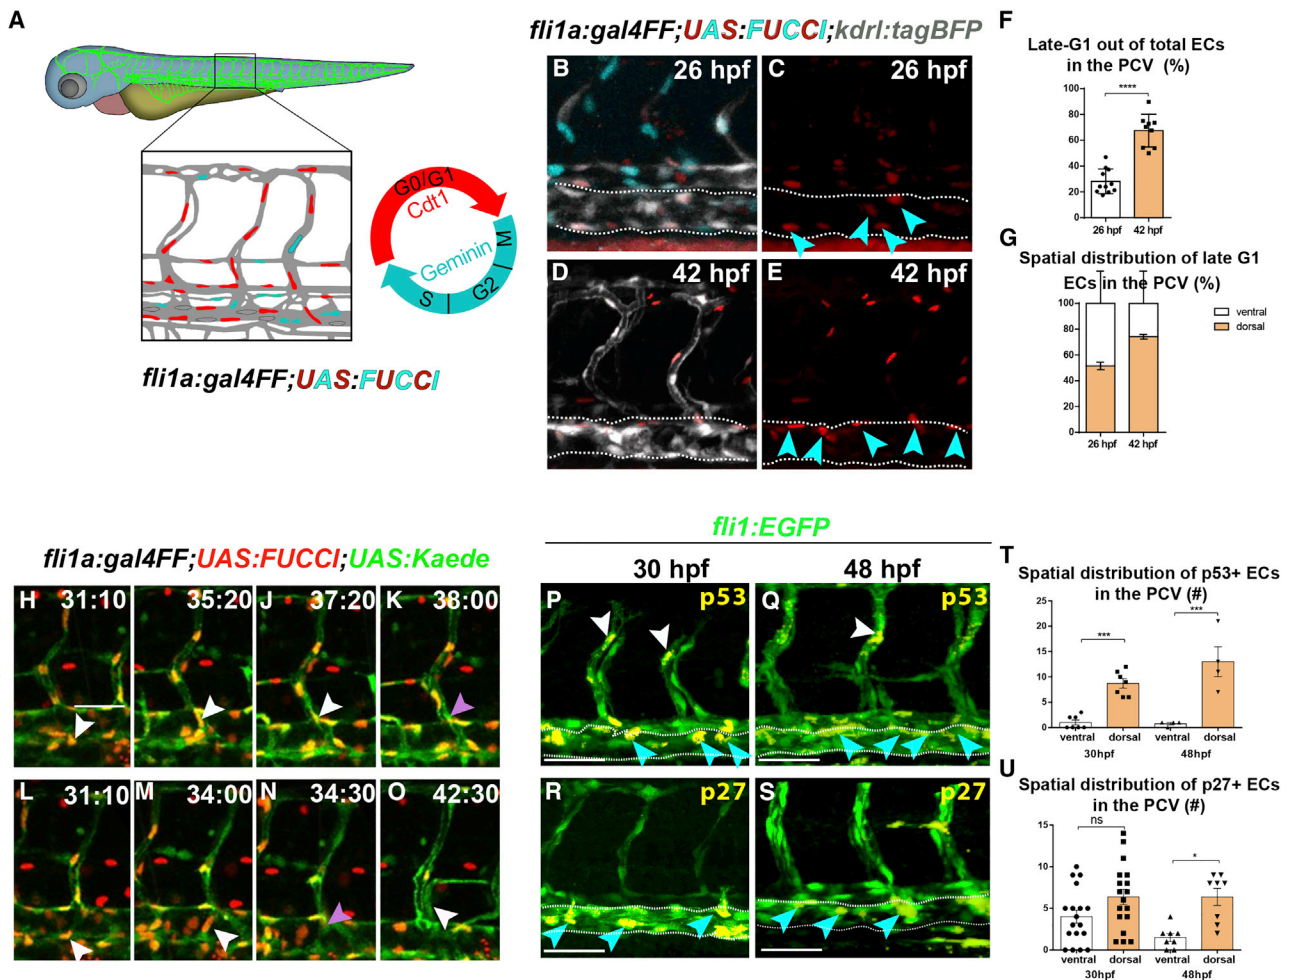 A
fli1a:gal4FF;UAS:FUCCI
G0/G1
Cdt1
Geminin
S
G2
M
fli1a:gal4FF;UAS:FUCCI;kdrl:tagBFP
B
26 hpf
C
26 hpf
D
42 hpf
E
42 hpf
F
Late-G1 out of total ECs
in the PCV (%)
100
80
60
40
20
0
****
26 hpf
42 hpf
G
Spatial distribution of late G1
ECs in the PCV (%)
100
80
60
40
20
0
26 hpf
42 hpf
ventral
dorsal
fli1a:gal4FF;UAS:FUCCI;UAS:Kaede
H
31:10
I
35:20
J
37:20
K
38:00
L
31:10
M
34:00
N
34:30
O
42:30
fli1:EGFP
30 hpf
48 hpf
P
p53
Q
p53
R
p27
S
p27
T
Spatial distribution of p53+ ECs
in the PCV (#)
25
20
15
10
5
0
***
***
ventral
dorsal
ventral
dorsal
30hpf
48hpf
U
Spatial distribution of p27+ ECs
in the PCV (#)
15
10
5
0
ns
*
ventral
dorsal
ventral
dorsal
30hpf
48hpf